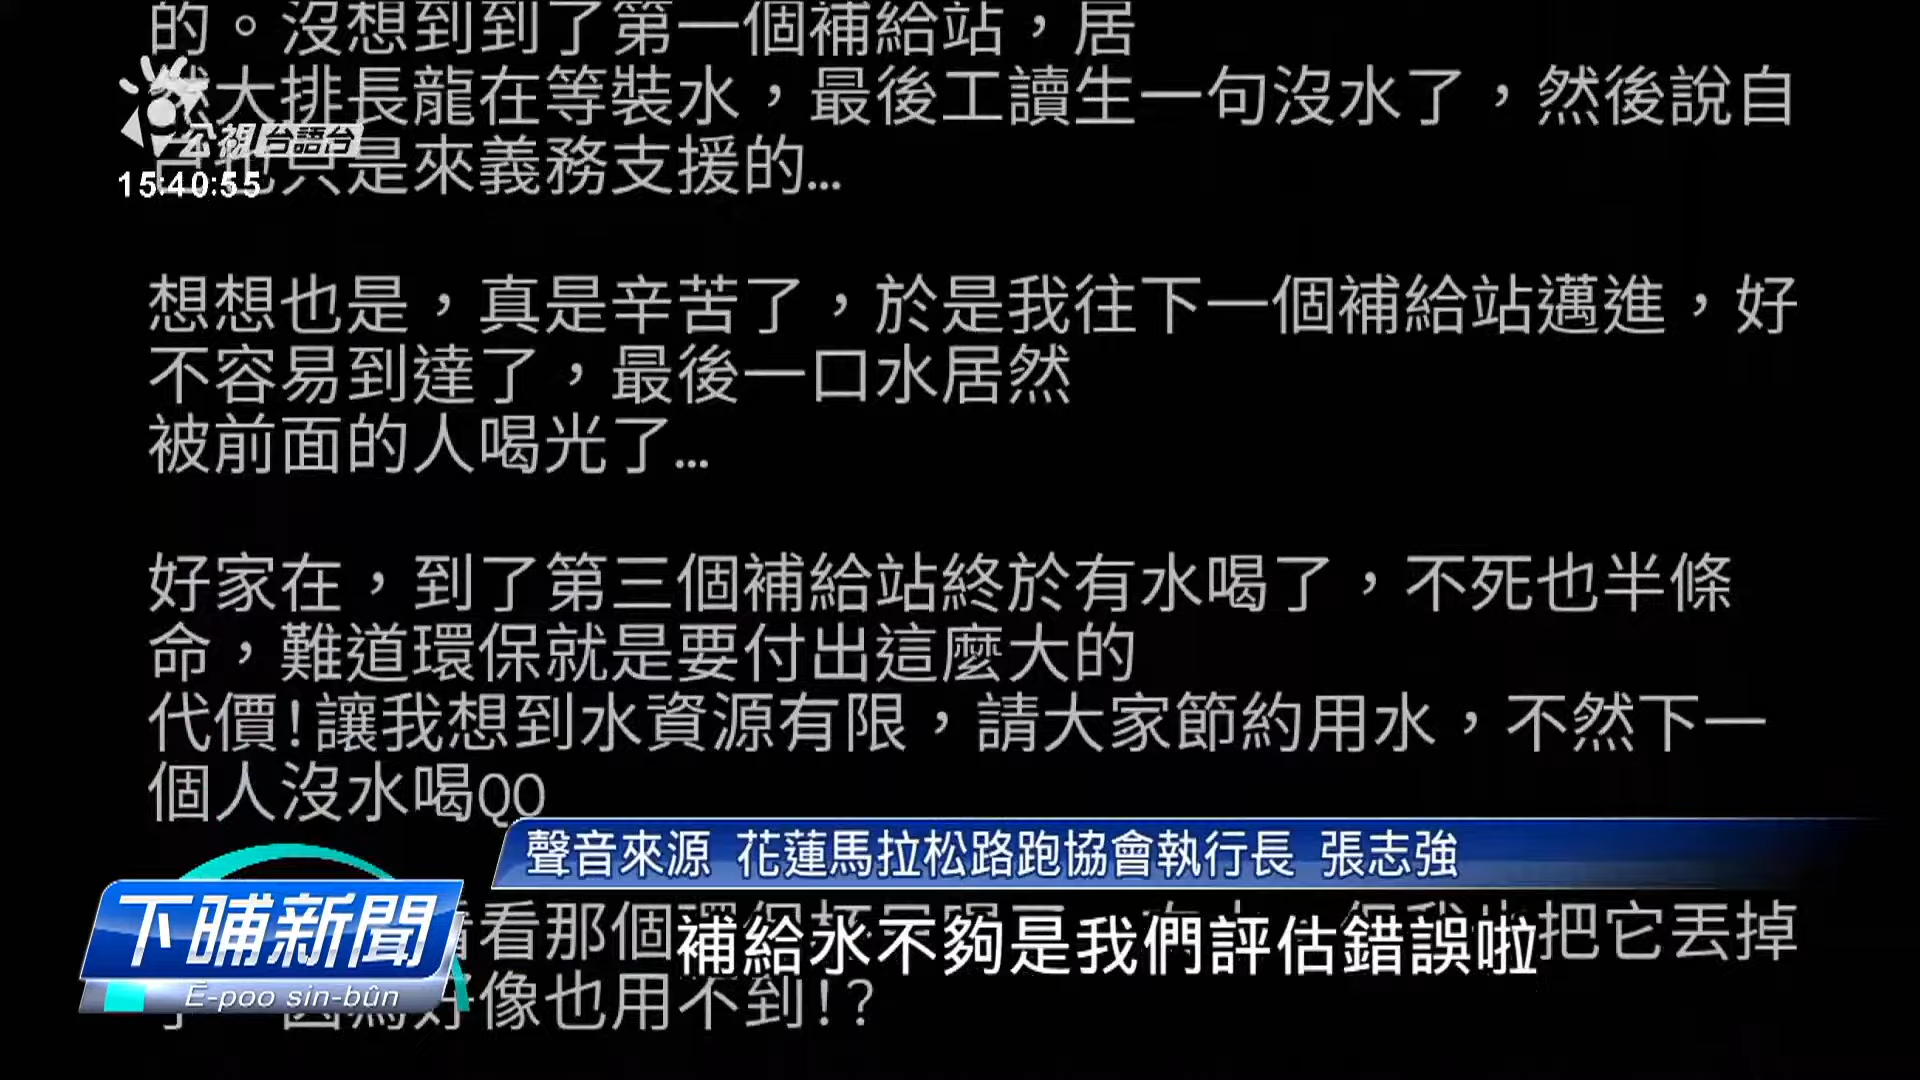 的。沒想到到了第一個補給站，居
然大排長龍在等裝水，最後工讀生一句沒水了，然後說自
己也只是來義務支援的...
公視台語台
15:40:55
想想也是，真是辛苦了，於是我往下一個補給站邁進，好
不容易到達了，最後一口水居然
被前面的人喝光了...
好家在，到了第三個補給站終於有水喝了，不死也半條
命，難道環保就是要付出這麼大的
代價!讓我想到水資源有限，請大家節約用水，不然下一
個人沒水喝QQ
聲音來源 花蓮馬拉松路跑協會執行長 張志強
看看那個
把它丟掉
補給水不夠是我們評估錯誤啦
好像也用不到!?
下晡新聞
Ē-poo sin-bûn